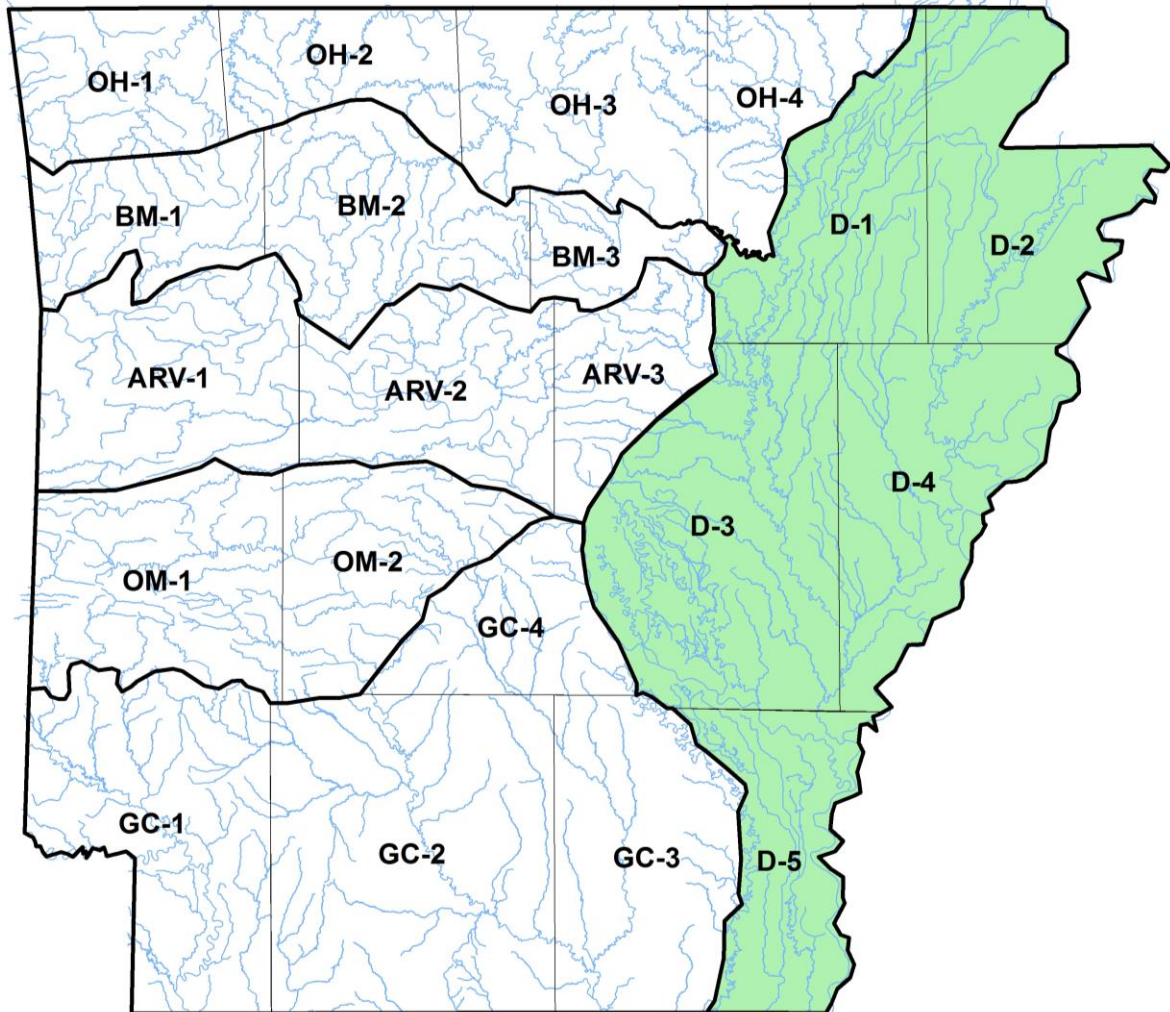 OH-1
OH-2
OH-3
OH-4
BM-1
BM-2
BM-3
D-1
D-2
ARV-1
ARV-2
ARV-3
D-3
D-4
OM-1
OM-2
GC-4
GC-1
GC-2
GC-3
D-5